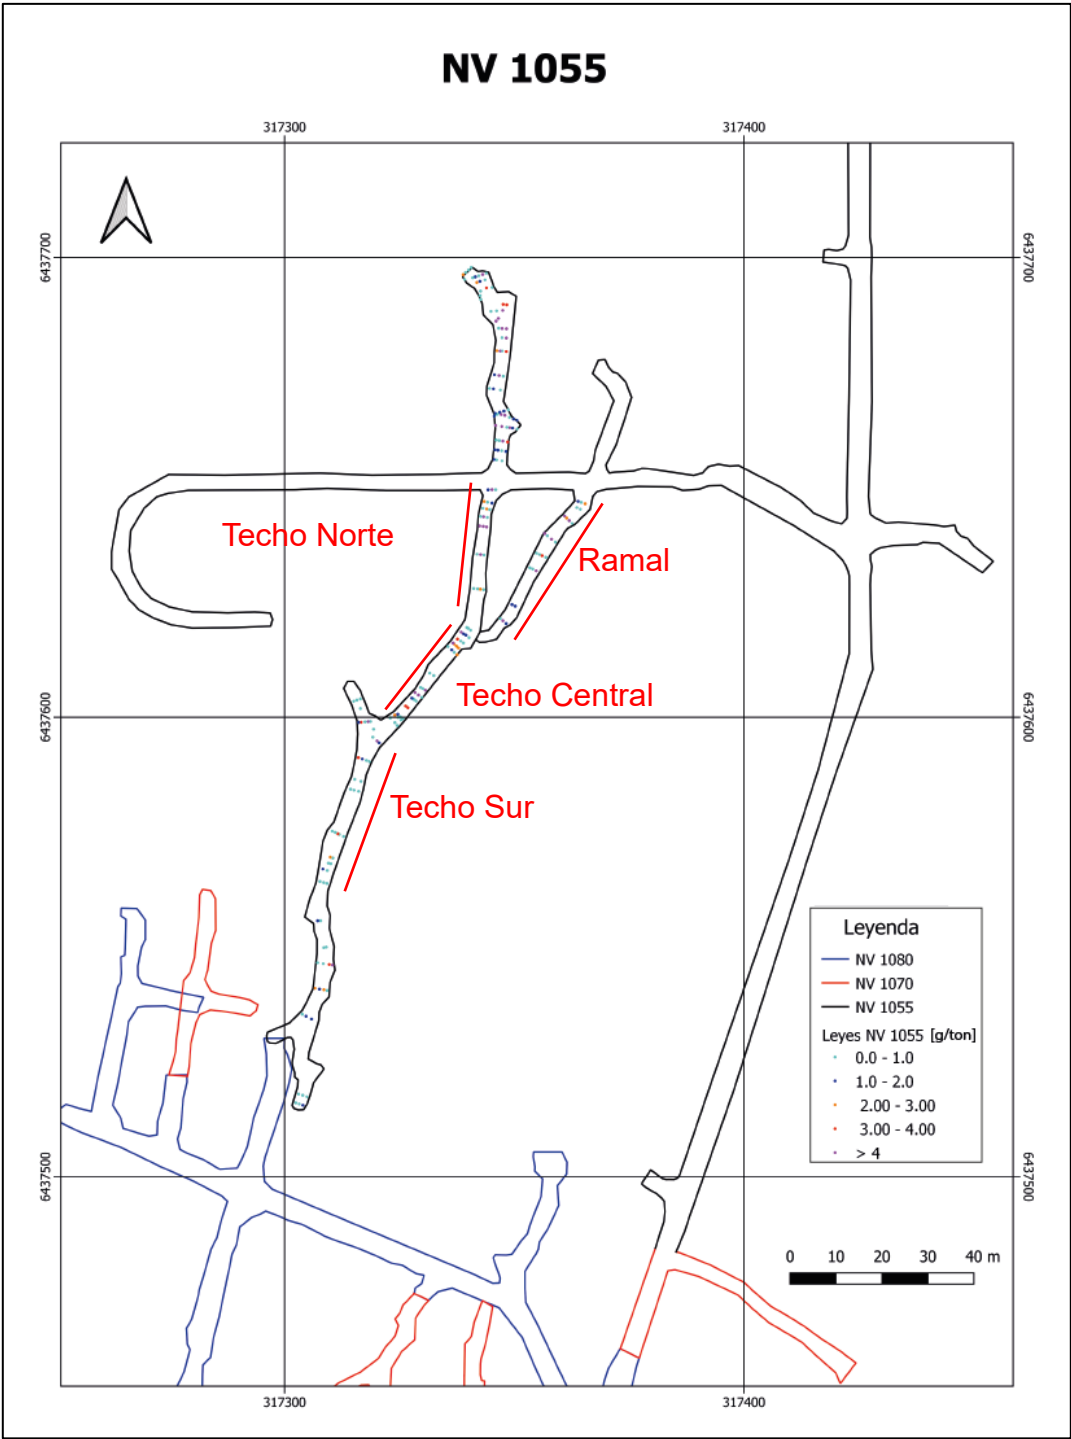 NV 1055
317300
317400
6437700
6437700
Techo Norte
Ramal
Techo Central
6437600
6437600
Techo Sur
Leyenda
NV 1080
NV 1070
NV 1055
Leyes NV 1055 [g/ton]
0.0 - 1.0
1.0 - 2.0
2.00 - 3.00
3.00 - 4.00
> 4
6437500
6437500
0 10 20 30 40 m
317300
317400